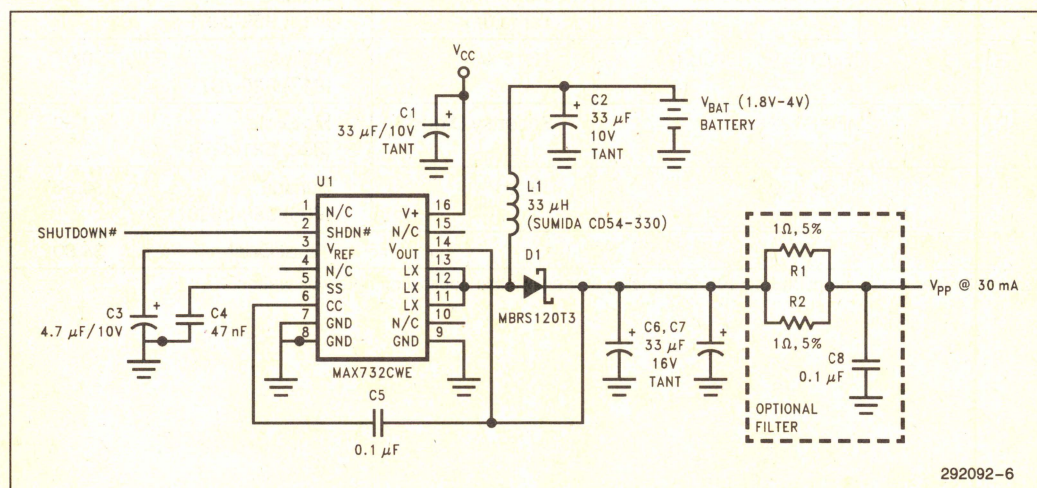 V_CC
C1
33 µF/10V
TANT
C2
33 µF
10V
TANT
V_BAT (1.8V–4V)
BATTERY
L1
33 µH
(SUMIDA CD54-330)
U1
1 N/C V+ 16
2 SHDN# N/C 15
3 V_REF V_OUT 14
4 N/C LX 13
5 SS LX 12
6 CC LX 11
7 GND N/C 10
8 GND GND 9
MAX732CWE
SHUTDOWN#
C3
4.7 µF/10V
C4
47 nF
C5
0.1 µF
D1
MBRS120T3
C6, C7
33 µF
16V
TANT
1Ω, 5%
R1
R2
1Ω, 5%
C8
0.1 µF
OPTIONAL
FILTER
V_PP @ 30 mA
292092–6